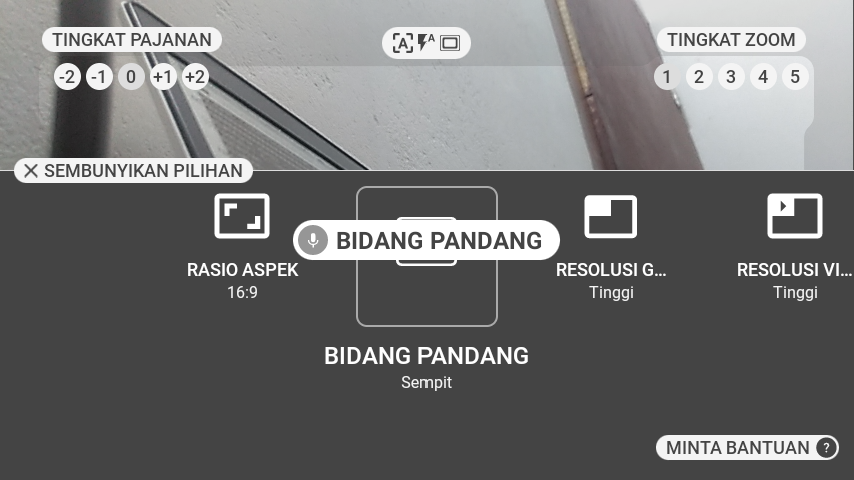 TINGKAT PAJANAN
A
A
TINGKAT ZOOM
-2 -1 0 +1 +2
1 2 3 4 5
SEMBUNYIKAN PILIHAN
BIDANG PANDANG
RASIO ASPEK
16:9
RESOLUSI G...
Tinggi
RESOLUSI VI...
Tinggi
BIDANG PANDANG
Sempit
MINTA BANTUAN ?